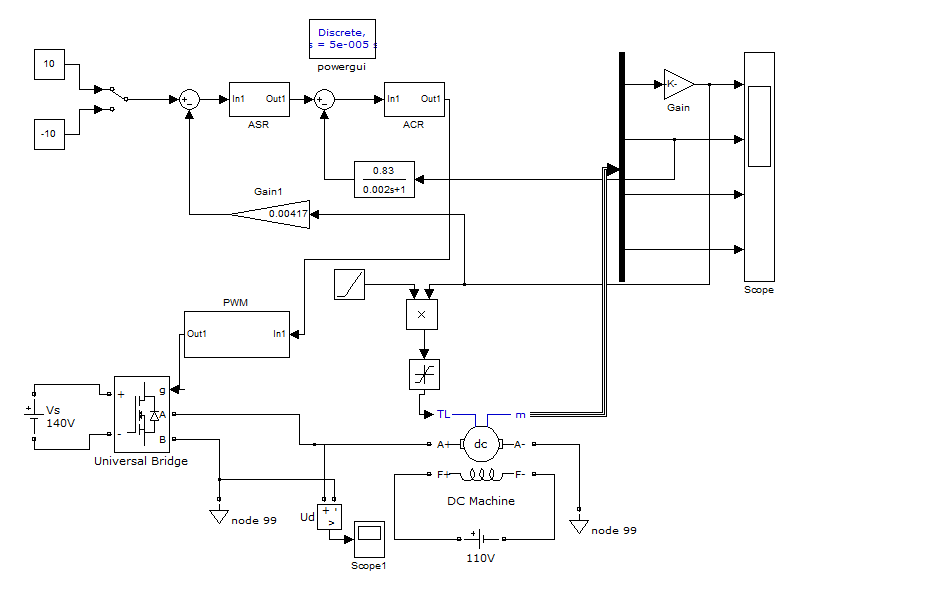 Discrete,
s = 5e-005 s
powergui
10
-10
In1 Out1
ASR
In1 Out1
ACR
K-
Gain
0.83
0.002s+1
Gain1
0.00417
Scope
PWM
Out1 In1
×
Vs
140V
+
-
g
A
B
Universal Bridge
TL m
A+ dc A-
F+ F-
DC Machine
node 99
Ud
+ -
v
Scope1
+
110V
node 99